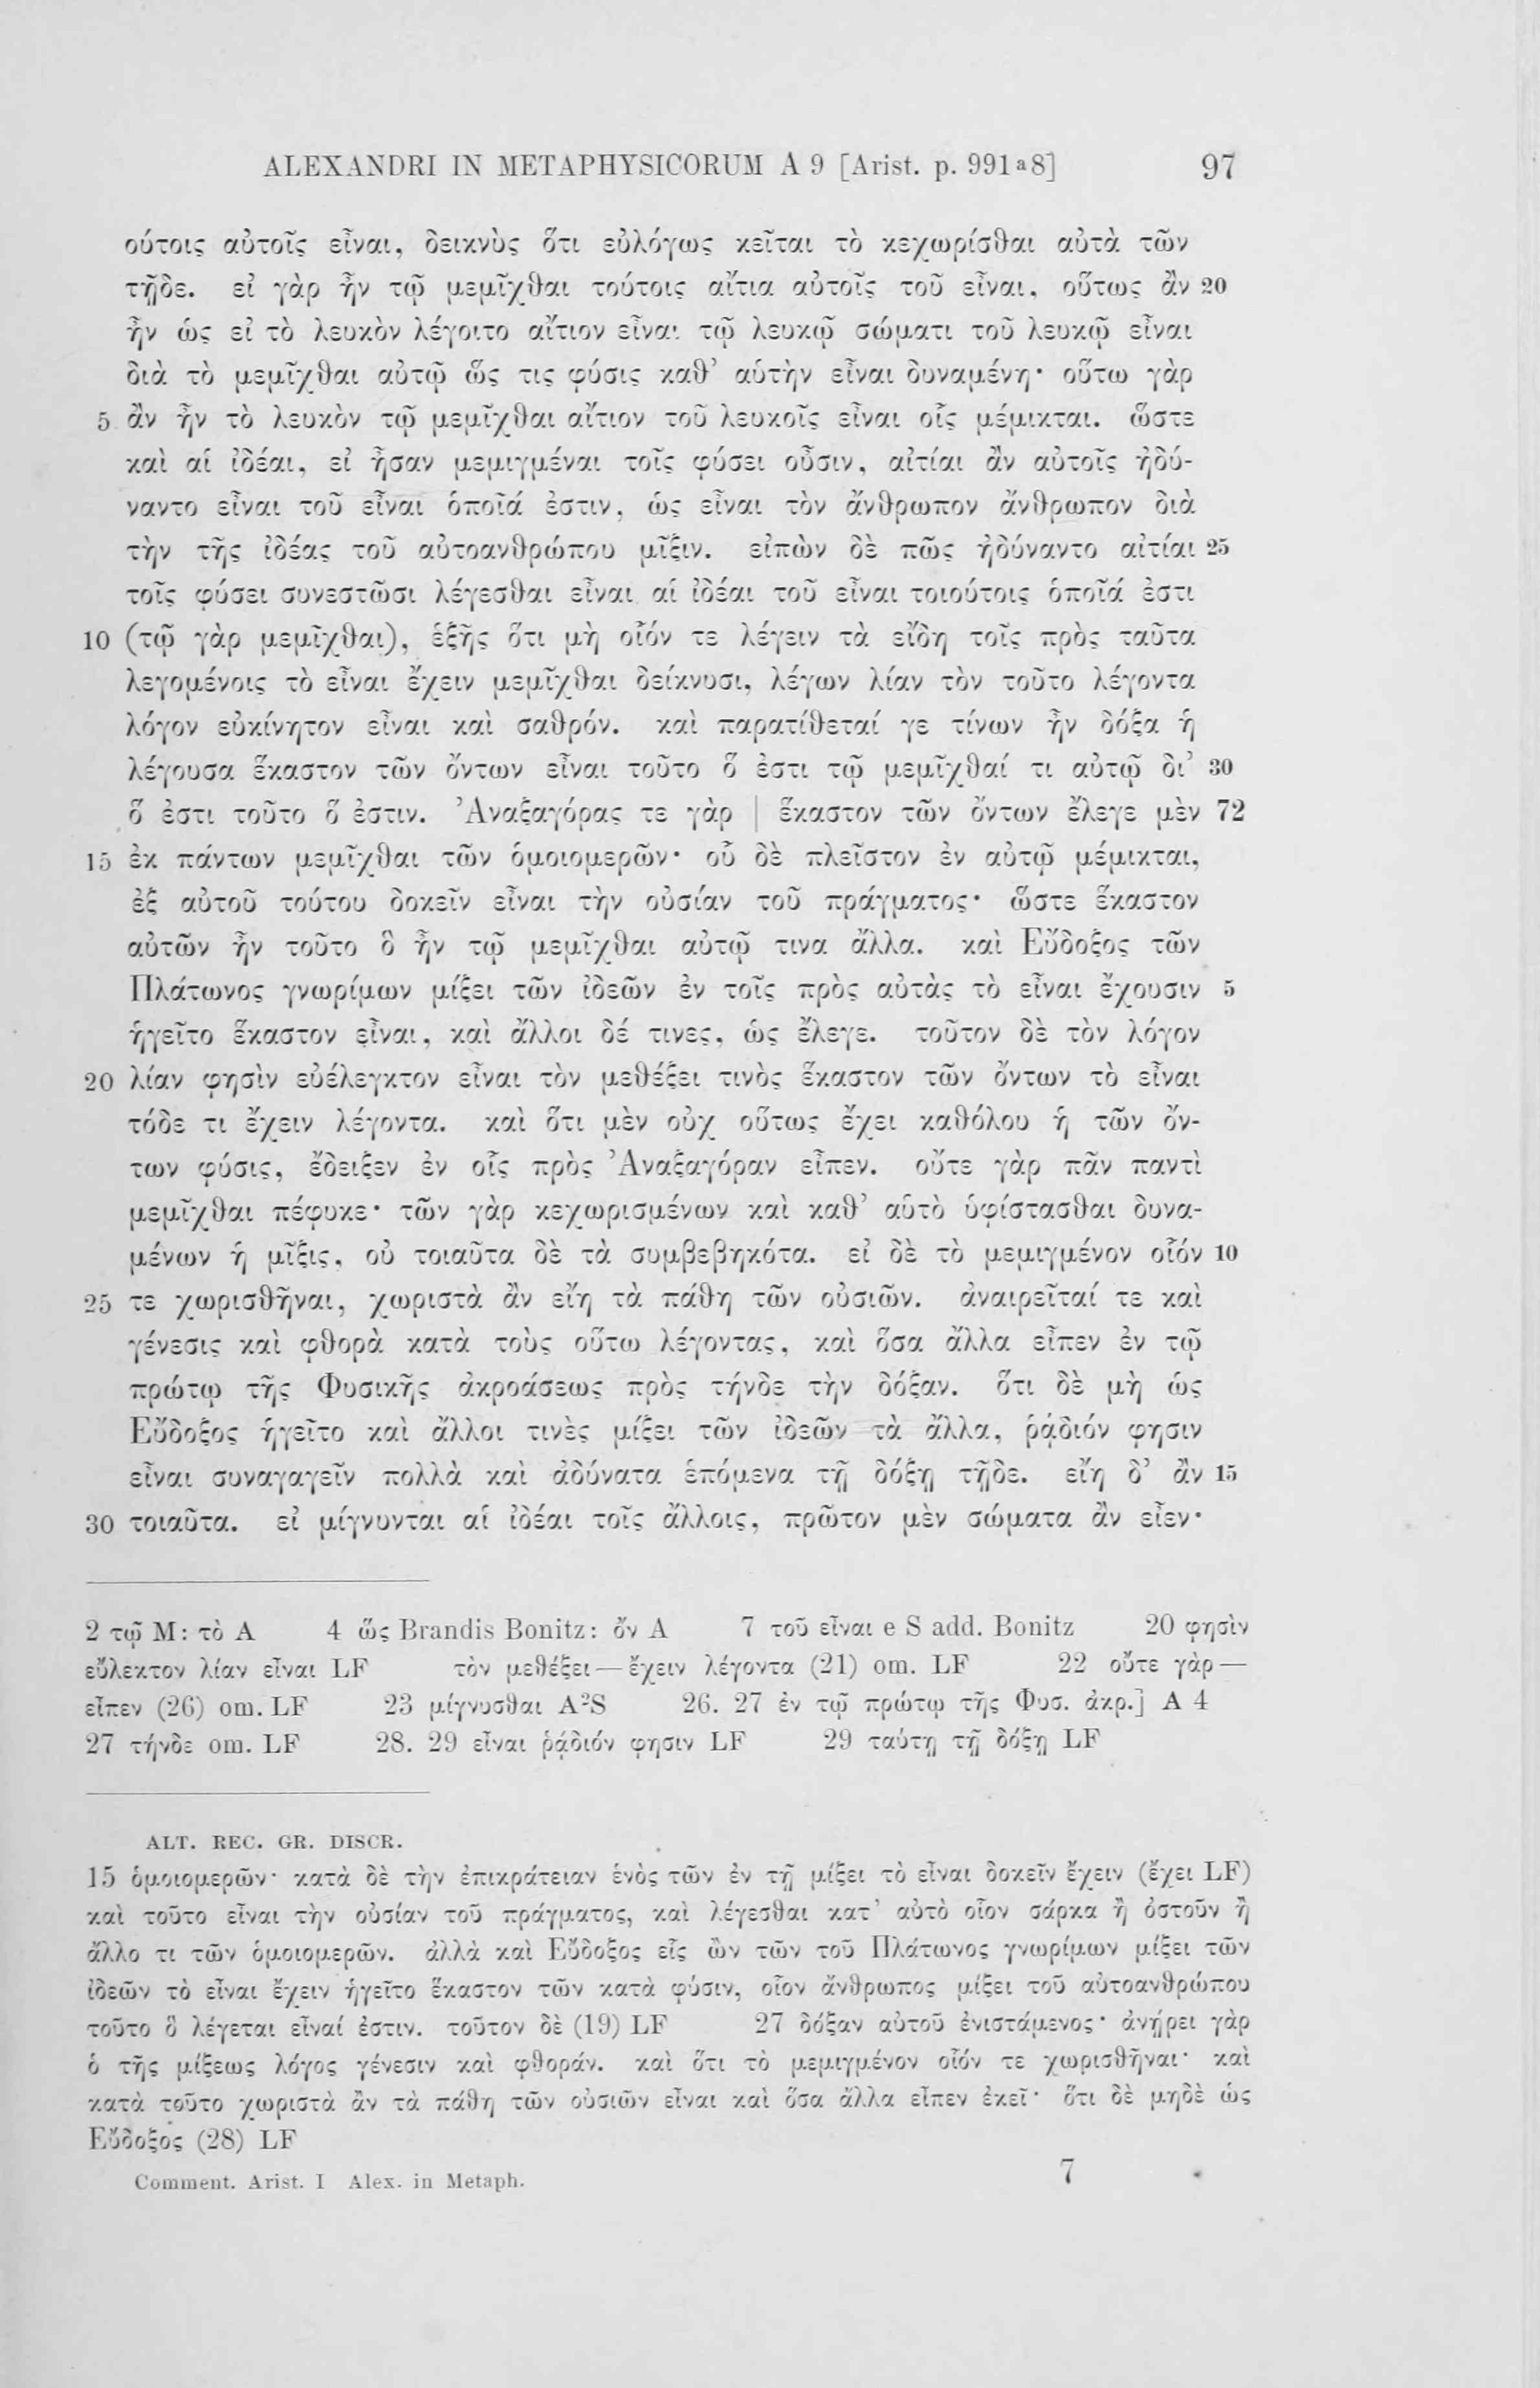 ALEXANDRI IN METAPHYSICORUM A 9 [Arist. p. 991ᵃ8] 97
ούτοις αὐτοῖς εἶναι, δεικνὺς ὅτι εὐλόγως κεῖται τὸ κεχωρίσθαι αὐτὰ τῶν
τῇδε. εἰ γὰρ ἦν τῷ μεμῖχθαι τούτοις αἴτια αὐτοῖς τοῦ εἶναι, οὕτως ἂν 20
ἦν ὡς εἰ τὸ λευκὸν λέγοιτο αἴτιον εἶναι τῷ λευκῷ σώματι τοῦ λευκῷ εἶναι
διὰ τὸ μεμῖχθαι αὐτῷ ὥς τις φύσις καθ’ αὑτὴν εἶναι δυναμένη· οὕτω γὰρ
5 ἂν ἦν τὸ λευκὸν τῷ μεμῖχθαι αἴτιον τοῦ λευκοῖς εἶναι οἷς μέμικται. ὥστε
καὶ αἱ ἰδέαι, εἰ ἦσαν μεμιγμέναι τοῖς φύσει οὖσιν, αἰτίαι ἂν αὐτοῖς ἠδύ-
ναντο εἶναι τοῦ εἶναι ὁποῖά ἐστιν, ὡς εἶναι τὸν ἄνθρωπον ἄνθρωπον διὰ
τὴν τῆς ἰδέας τοῦ αὐτοανθρώπου μῖξιν. εἰπὼν δὲ πῶς ἠδύναντο αἰτίαι 25
τοῖς φύσει συνεστῶσι λέγεσθαι εἶναι αἱ ἰδέαι τοῦ εἶναι τοιούτοις ὁποῖά ἐστι
10 (τῷ γὰρ μεμῖχθαι), ἑξῆς ὅτι μὴ οἷόν τε λέγειν τὰ εἴδη τοῖς πρὸς ταῦτα
λεγομένοις τὸ εἶναι ἔχειν μεμῖχθαι δείκνυσι, λέγων λίαν τὸν τοῦτο λέγοντα
λόγον εὐκίνητον εἶναι καὶ σαθρόν. καὶ παρατίθεταί γε τίνων ἦν δόξα ἡ
λέγουσα ἕκαστον τῶν ὄντων εἶναι τοῦτο ὅ ἐστι τῷ μεμῖχθαί τι αὐτῷ δι’ 30
ὅ ἐστι τοῦτο ὅ ἐστιν. Ἀναξαγόρας τε γὰρ | ἕκαστον τῶν ὄντων ἔλεγε μὲν 72
15 ἐκ πάντων μεμῖχθαι τῶν ὁμοιομερῶν· οὗ δὲ πλεῖστον ἐν αὐτῷ μέμικται,
ἐξ αὐτοῦ τούτου δοκεῖν εἶναι τὴν οὐσίαν τοῦ πράγματος· ὥστε ἕκαστον
αὐτῶν ἦν τοῦτο ὃ ἦν τῷ μεμῖχθαι αὐτῷ τινα ἄλλα. καὶ Εὔδοξος τῶν
Πλάτωνος γνωρίμων μίξει τῶν ἰδεῶν ἐν τοῖς πρὸς αὐτὰς τὸ εἶναι ἔχουσιν 5
ἡγεῖτο ἕκαστον εἶναι, καὶ ἄλλοι δέ τινες, ὡς ἔλεγε. τοῦτον δὲ τὸν λόγον
20 λίαν φησὶν εὐέλεγκτον εἶναι τὸν μεθέξει τινὸς ἕκαστον τῶν ὄντων τὸ εἶναι
τόδε τι ἔχειν λέγοντα. καὶ ὅτι μὲν οὐχ οὕτως ἔχει καθόλου ἡ τῶν ὄν-
των φύσις, ἔδειξεν ἐν οἷς πρὸς Ἀναξαγόραν εἶπεν. οὔτε γὰρ πᾶν παντὶ
μεμῖχθαι πέφυκε· τῶν γὰρ κεχωρισμένων καὶ καθ’ αὑτὸ ὑφίστασθαι δυνα-
μένων ἡ μῖξις, οὐ τοιαῦτα δὲ τὰ συμβεβηκότα. εἰ δὲ τὸ μεμιγμένον οἷόν 10
25 τε χωρισθῆναι, χωριστὰ ἂν εἴη τὰ πάθη τῶν οὐσιῶν. ἀναιρεῖταί τε καὶ
γένεσις καὶ φθορὰ κατὰ τοὺς οὕτω λέγοντας, καὶ ὅσα ἄλλα εἶπεν ἐν τῷ
πρώτῳ τῆς Φυσικῆς ἀκροάσεως πρὸς τήνδε τὴν δόξαν. ὅτι δὲ μὴ ὡς
Εὔδοξος ἡγεῖτο καὶ ἄλλοι τινὲς μίξει τῶν ἰδεῶν τὰ ἄλλα, ῥᾴδιόν φησιν
εἶναι συναγαγεῖν πολλὰ καὶ ἀδύνατα ἑπόμενα τῇ δόξῃ τῇδε. εἴη δ’ ἂν 15
30 τοιαῦτα. εἰ μίγνυνται αἱ ἰδέαι τοῖς ἄλλοις, πρῶτον μὲν σώματα ἂν εἶεν·
2 τῷ M: τὸ A 4 ὥς Brandis Bonitz: ὄν A 7 τοῦ εἶναι e S add. Bonitz 20 φησὶν
εὔλεκτον λίαν εἶναι LF τὸν μεθέξει — ἔχειν λέγοντα (21) om. LF 22 οὔτε γὰρ —
εἶπεν (26) om. LF 23 μίγνυσθαι A²S 26. 27 ἐν τῷ πρώτῳ τῆς Φυσ. ἀκρ.] A 4
27 τήνδε om. LF 28. 29 εἶναι ῥᾴδιόν φησιν LF 29 ταύτῃ τῇ δόξῃ LF
ALT. REC. GR. DISCR.
15 ὁμοιομερῶν· κατὰ δὲ τὴν ἐπικράτειαν ἑνὸς τῶν ἐν τῇ μίξει τὸ εἶναι δοκεῖν ἔχειν (ἔχει LF)
καὶ τοῦτο εἶναι τὴν οὐσίαν τοῦ πράγματος, καὶ λέγεσθαι κατ’ αὐτὸ οἷον σάρκα ἢ ὀστοῦν ἢ
ἄλλο τι τῶν ὁμοιομερῶν. ἀλλὰ καὶ Εὔδοξος εἷς ὢν τῶν τοῦ Πλάτωνος γνωρίμων μίξει τῶν
ἰδεῶν τὸ εἶναι ἔχειν ἡγεῖτο ἕκαστον τῶν κατὰ φύσιν, οἷον ἄνθρωπος μίξει τοῦ αὐτοανθρώπου
τοῦτο ὃ λέγεται εἶναί ἐστιν. τοῦτον δὲ (19) LF 27 δόξαν αὐτοῦ ἐνιστάμενος· ἀνῄρει γὰρ
ὁ τῆς μίξεως λόγος γένεσιν καὶ φθοράν. καὶ ὅτι τὸ μεμιγμένον οἷόν τε χωρισθῆναι· καὶ
κατὰ τοῦτο χωριστὰ ἂν τὰ πάθη τῶν οὐσιῶν εἶναι καὶ ὅσα ἄλλα εἶπεν ἐκεῖ· ὅτι δὲ μηδὲ ὡς
Εὔδοξος (28) LF
Comment. Arist. I Alex. in Metaph. 7